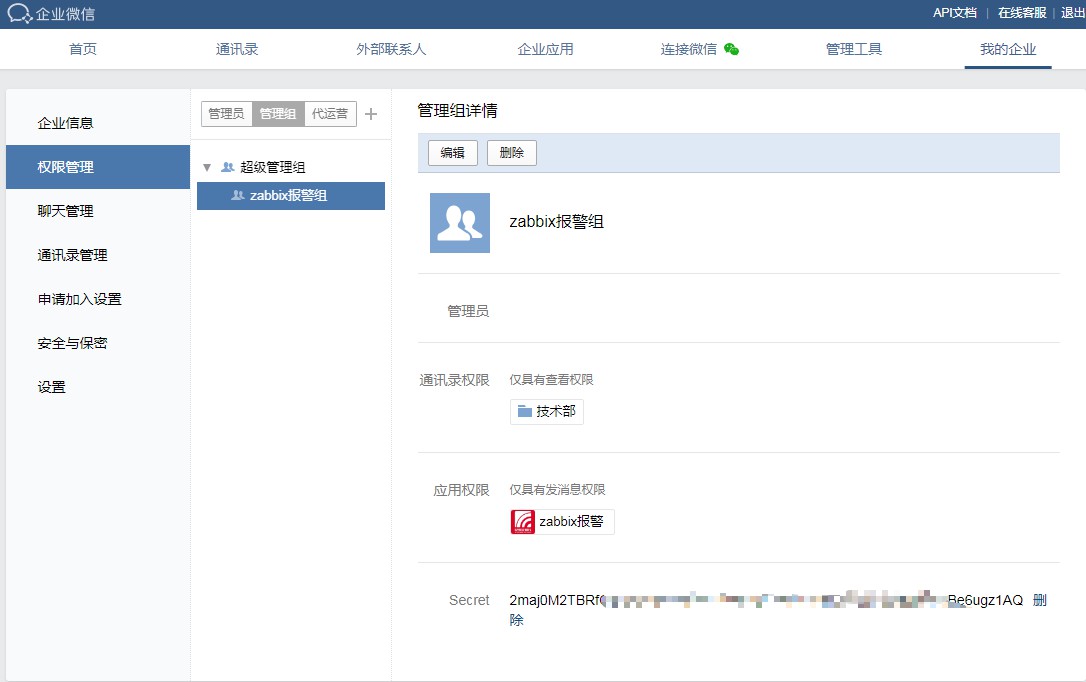 企业微信
API文档 | 在线客服 | 退出
首页 通讯录 外部联系人 企业应用 连接微信 管理工具 我的企业
企业信息
权限管理
聊天管理
通讯录管理
申请加入设置
安全与保密
设置
管理员 管理组 代运营 +
超级管理组
zabbix报警组
管理组详情
编辑 删除
zabbix报警组
管理员
通讯录权限 仅具有查看权限
技术部
应用权限 仅具有发消息权限
zabbix报警
Secret 2maj0M2TBRf Be6ugz1AQ 删
除